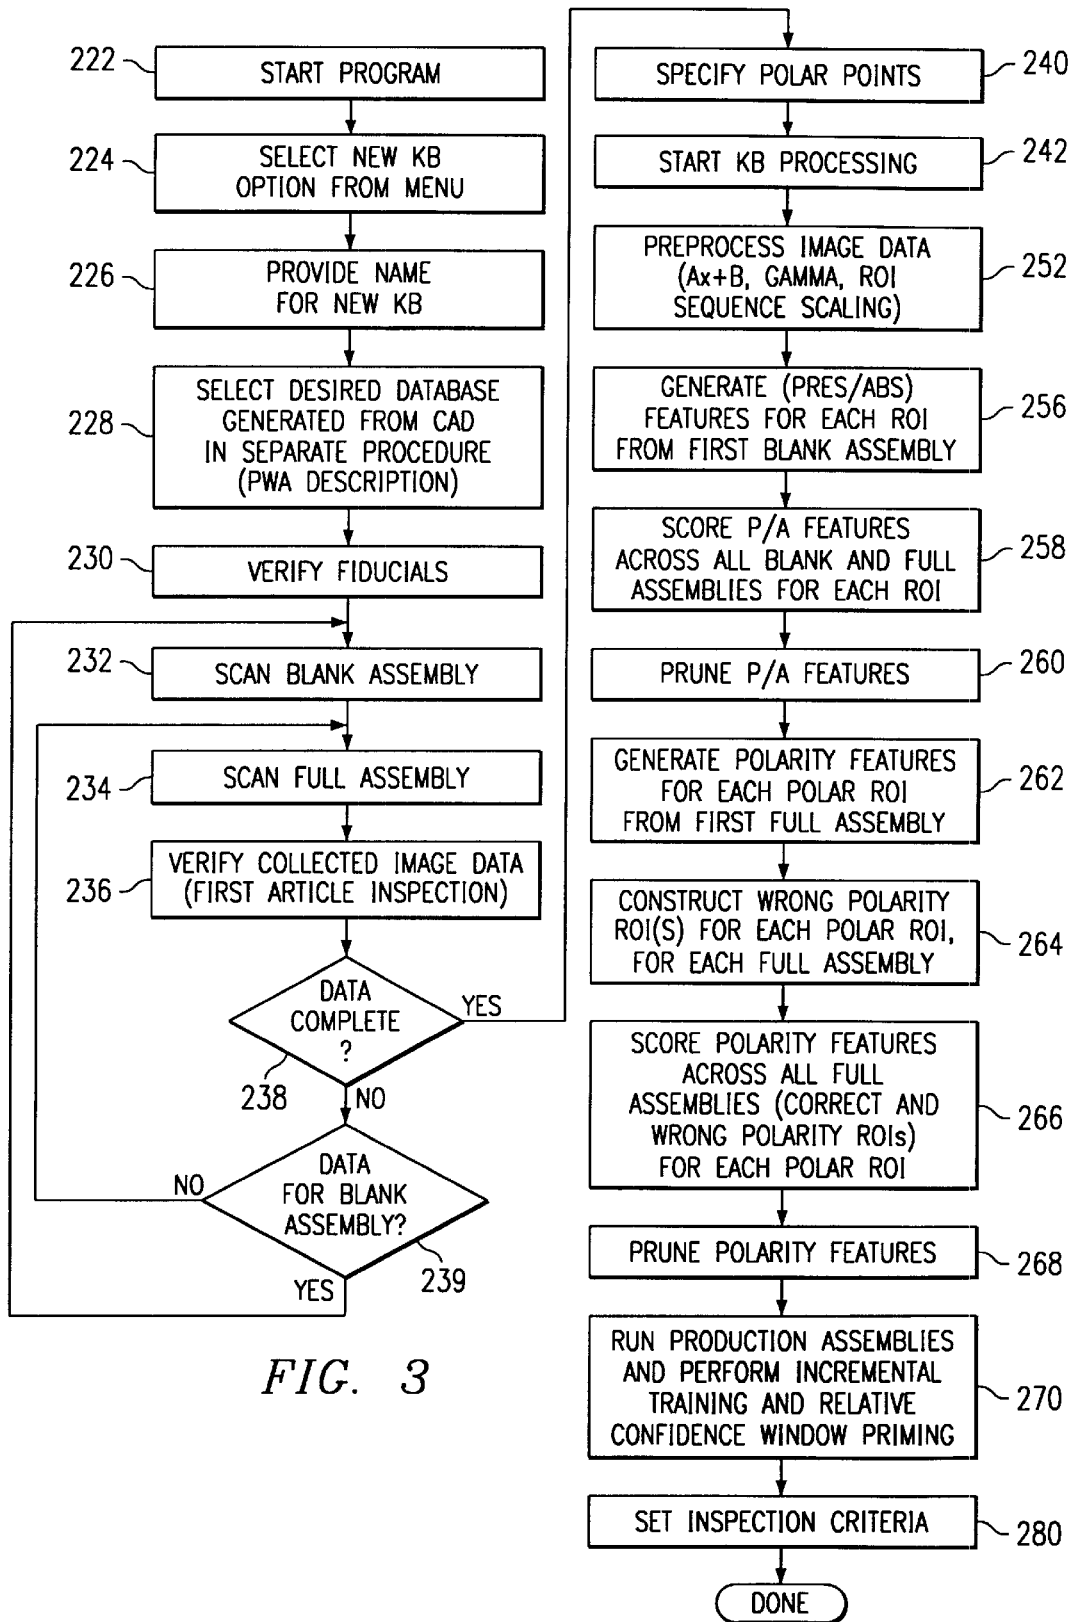 222
START PROGRAM
224
SELECT NEW KB
OPTION FROM MENU
226
PROVIDE NAME
FOR NEW KB
228
SELECT DESIRED DATABASE
GENERATED FROM CAD
IN SEPARATE PROCEDURE
(PWA DESCRIPTION)
230
VERIFY FIDUCIALS
232
SCAN BLANK ASSEMBLY
234
SCAN FULL ASSEMBLY
236
VERIFY COLLECTED IMAGE DATA
(FIRST ARTICLE INSPECTION)
DATA
COMPLETE
?
YES
238
NO
DATA
FOR BLANK
ASSEMBLY?
NO
239
YES
FIG. 3
SPECIFY POLAR POINTS
240
START KB PROCESSING
242
PREPROCESS IMAGE DATA
(Ax+B, GAMMA, ROI
SEQUENCE SCALING)
252
GENERATE (PRES/ABS)
FEATURES FOR EACH ROI
FROM FIRST BLANK ASSEMBLY
256
SCORE P/A FEATURES
ACROSS ALL BLANK AND FULL
ASSEMBLIES FOR EACH ROI
258
PRUNE P/A FEATURES
260
GENERATE POLARITY FEATURES
FOR EACH POLAR ROI
FROM FIRST FULL ASSEMBLY
262
CONSTRUCT WRONG POLARITY
ROI(S) FOR EACH POLAR ROI,
FOR EACH FULL ASSEMBLY
264
SCORE POLARITY FEATURES
ACROSS ALL FULL
ASSEMBLIES (CORRECT AND
WRONG POLARITY ROIs)
FOR EACH POLAR ROI
266
PRUNE POLARITY FEATURES
268
RUN PRODUCTION ASSEMBLIES
AND PERFORM INCREMENTAL
TRAINING AND RELATIVE
CONFIDENCE WINDOW PRIMING
270
SET INSPECTION CRITERIA
280
DONE